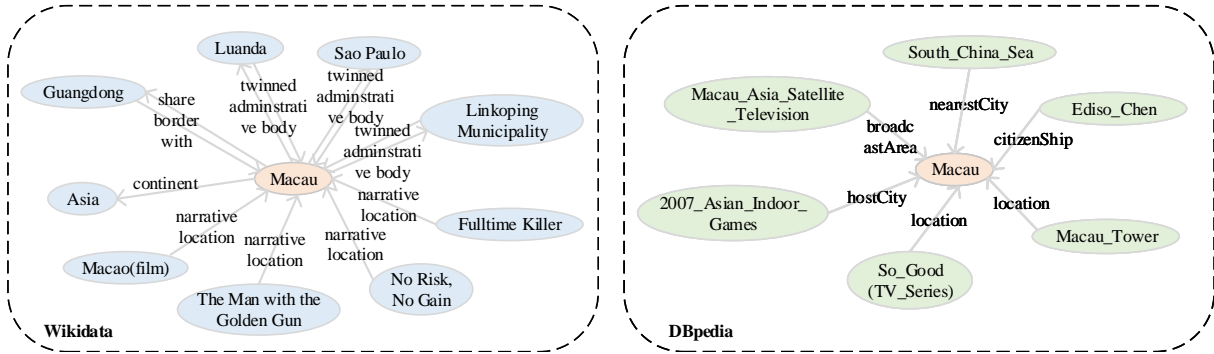 Luanda
Sao Paulo
Guangdong
share
border
with
twinned
adminstrati
ve body
twinned
adminstrati
ve body
Linkoping
Municipality
twinned
adminstrati
ve body
Macau
Asia
continent
narrative
location
Fulltime Killer
narrative
location
narrative
location
narrative
location
Macao(film)
The Man with the
Golden Gun
No Risk,
No Gain
Wikidata
South_China_Sea
Macau_Asia_Satellite
_Television
nearestCity
Ediso_Chen
broadc
astArea
citizenShip
Macau
2007_Asian_Indoor_
Games
hostCity
location
location
Macau_Tower
So_Good
(TV_Series)
DBpedia